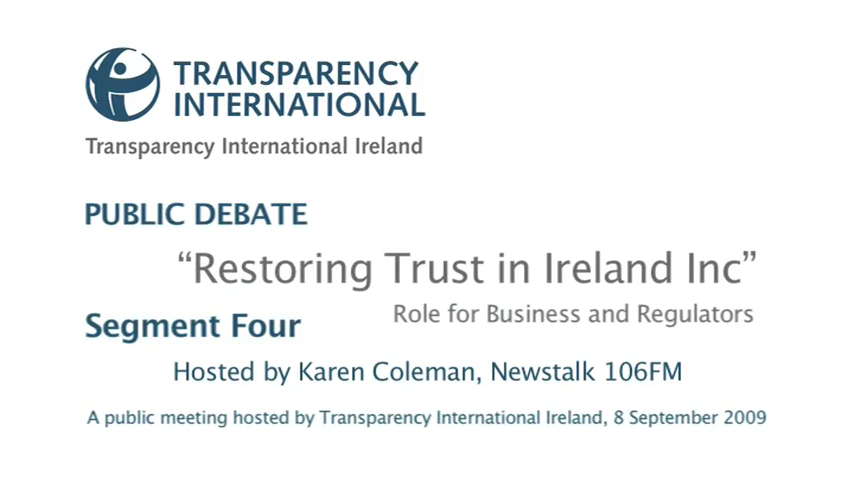 TRANSPARENCY
INTERNATIONAL
Transparency International Ireland
PUBLIC DEBATE
“Restoring Trust in Ireland Inc”
Role for Business and Regulators
Segment Four
Hosted by Karen Coleman, Newstalk 106FM
A public meeting hosted by Transparency International Ireland, 8 September 2009